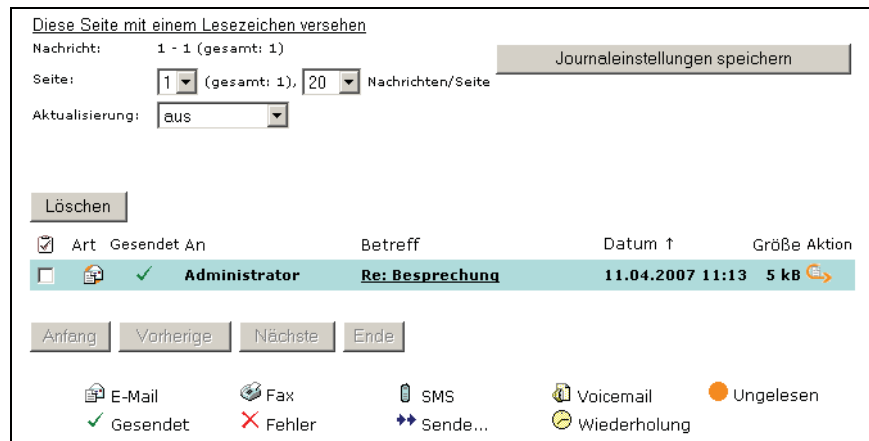 Diese Seite mit einem Lesezeichen versehen
Nachricht: 1 - 1 (gesamt: 1)
Journaleinstellungen speichern
Seite: 1 (gesamt: 1), 20 Nachrichten/Seite
Aktualisierung: aus
Löschen
Art Gesendet An Betreff Datum ↑ Größe Aktion
Administrator Re: Besprechung 11.04.2007 11:13 5 kB
Anfang Vorherige Nächste Ende
E-Mail Fax SMS Voicemail Ungelesen
Gesendet Fehler Sende... Wiederholung